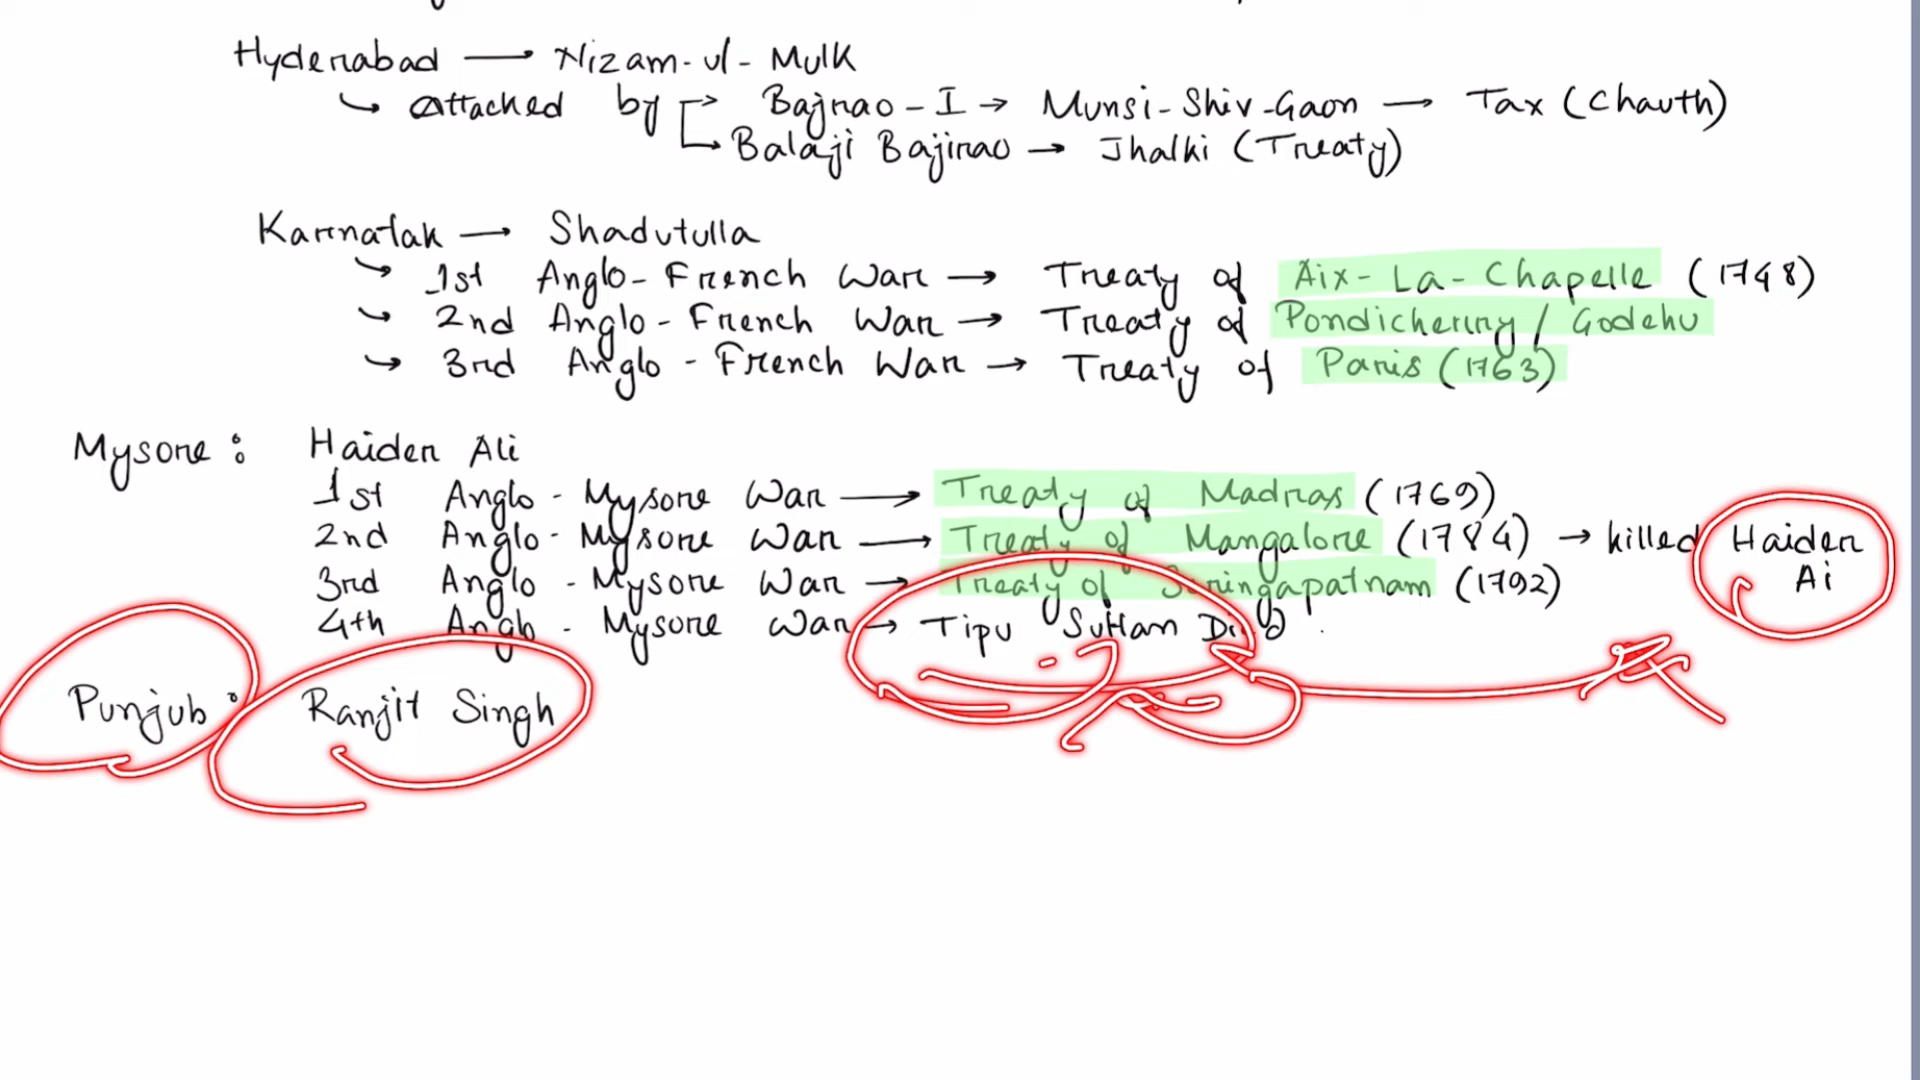 Hyderabad → Nizam-ul-Mulk
↳ attacked by → Bajrao-I → Munsi-Shiv-Gaon → Tax (Chauth)
↳ Balaji Bajirao → Jhalki (Treaty)
Karnatak → Shadutulla
↳ 1st Anglo-French War → Treaty of Aix-La-Chapelle (1748)
↳ 2nd Anglo-French War → Treaty of Pondicherry/Godehu
↳ 3rd Anglo-French War → Treaty of Paris (1763)
Mysore: Haider Ali
1st Anglo-Mysore War → Treaty of Madras (1769)
2nd Anglo-Mysore War → Treaty of Mangalore (1784) → killed Haider
Ai
3rd Anglo-Mysore War → Treaty of Seringapatnam (1792)
4th Anglo-Mysore War → Tipu Sultan Died.
Punjub: Ranjit Singh